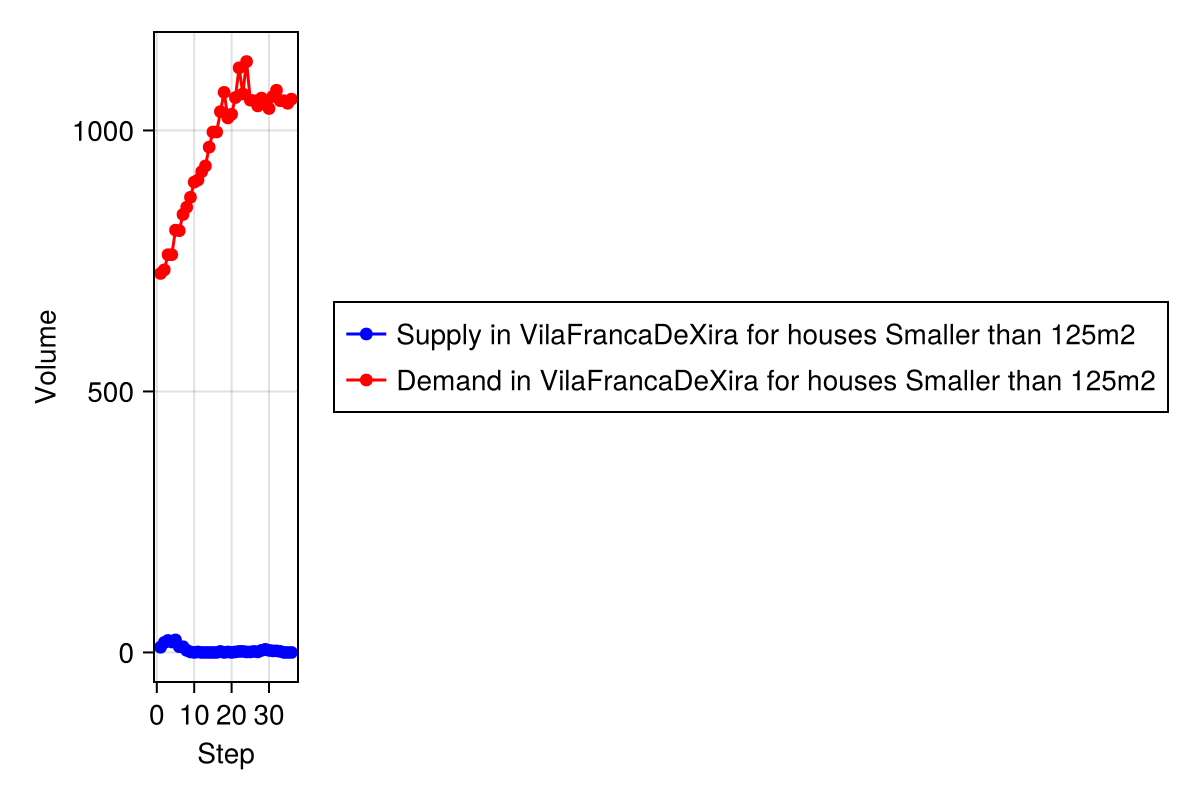 Volume
1000
500
0
0 10 20 30
Step
Supply in VilaFrancaDeXira for houses Smaller than 125m2
Demand in VilaFrancaDeXira for houses Smaller than 125m2